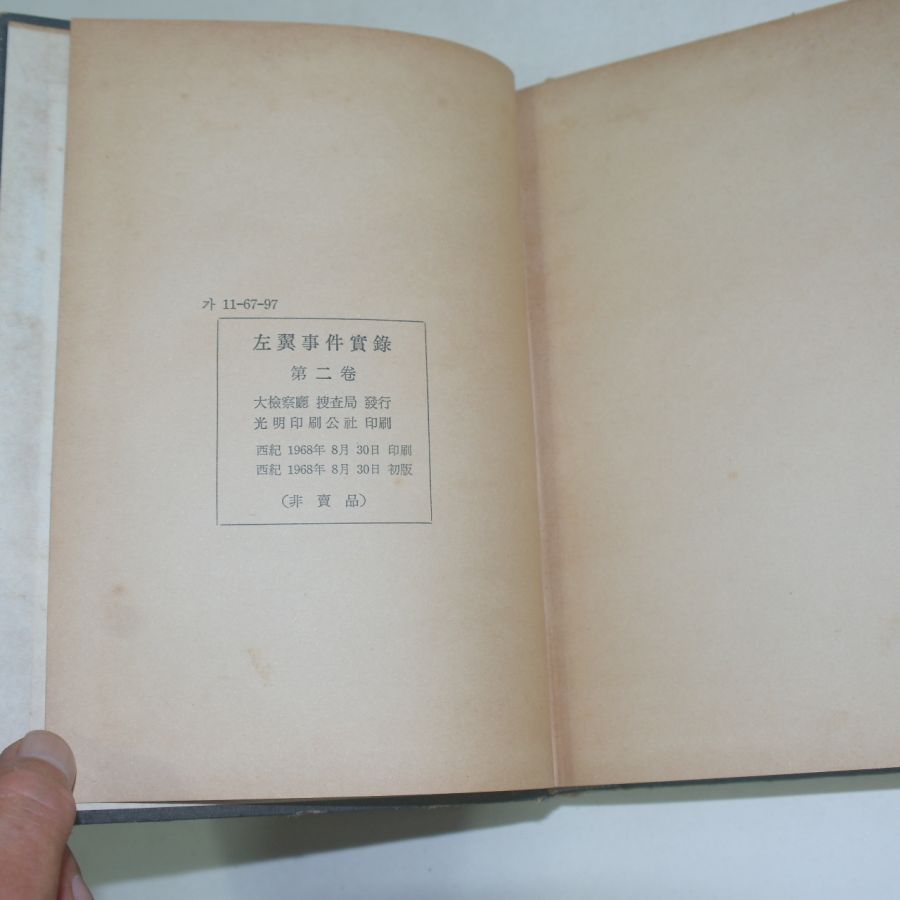 가 11-67-97
左翼事件實錄
第二卷
大檢察廳 搜査局 發行
光明印刷公社 印刷
西紀 1968年 8月 30日 印刷
西紀 1968年 8月 30日 初版
(非賣品)